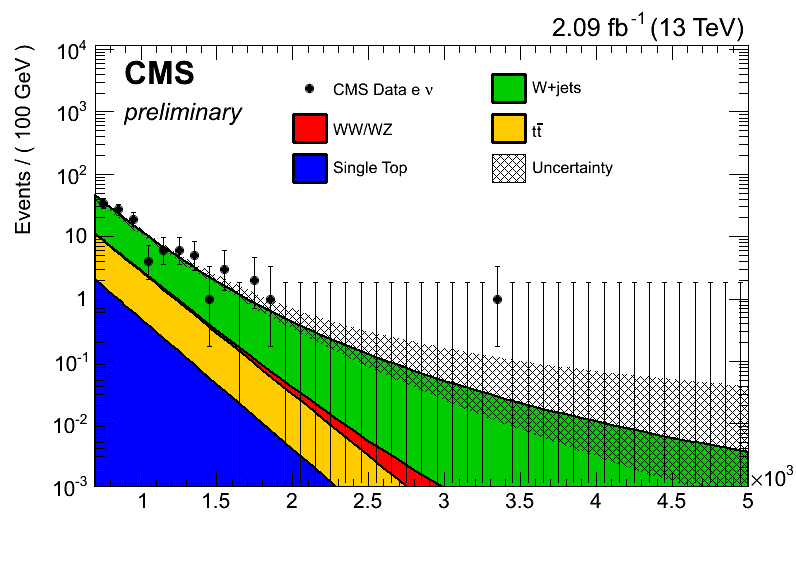 2.09 fb⁻¹ (13 TeV)
Events / ( 100 GeV )
CMS
preliminary
CMS Data e ν
WW/WZ
Single Top
W+jets
tt̄
Uncertainty
10⁴
10³
10²
10
1
10⁻¹
10⁻²
10⁻³
1 1.5 2 2.5 3 3.5 4 4.5 5
×10³